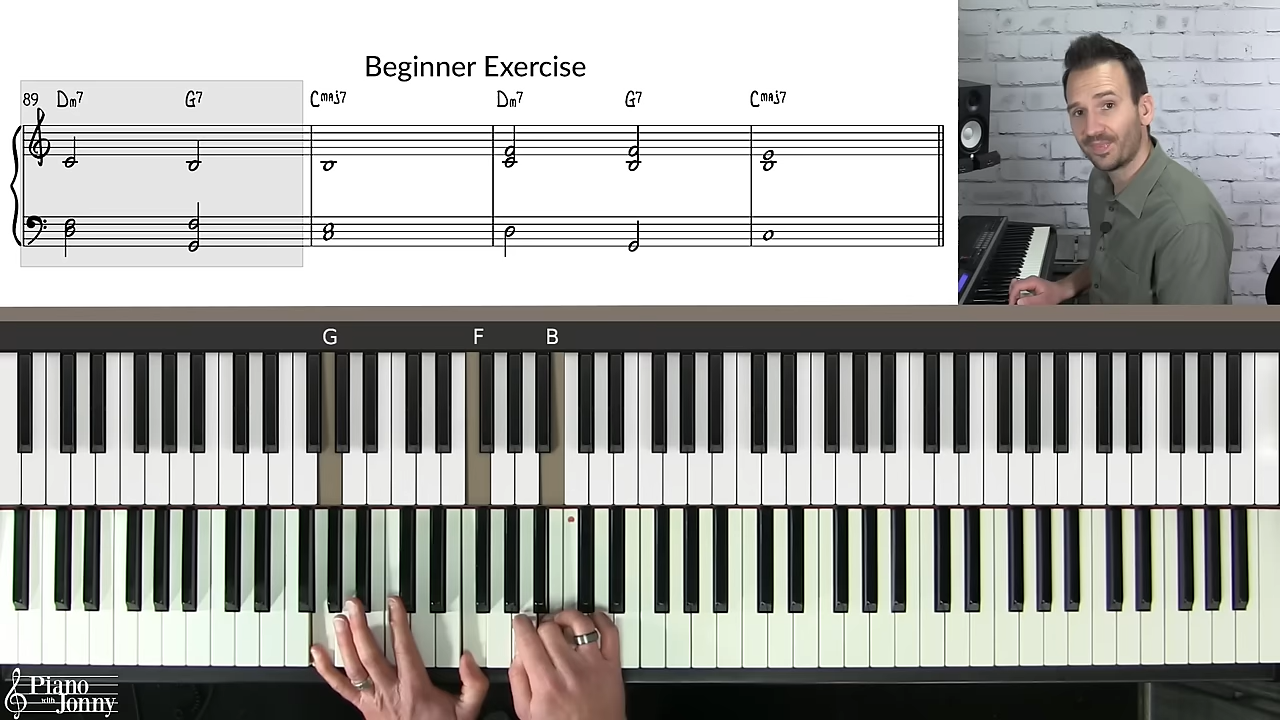 Beginner Exercise
89 Dm7 G7 Cmaj7 Dm7 G7 Cmaj7
G F B
Piano
with
Jonny